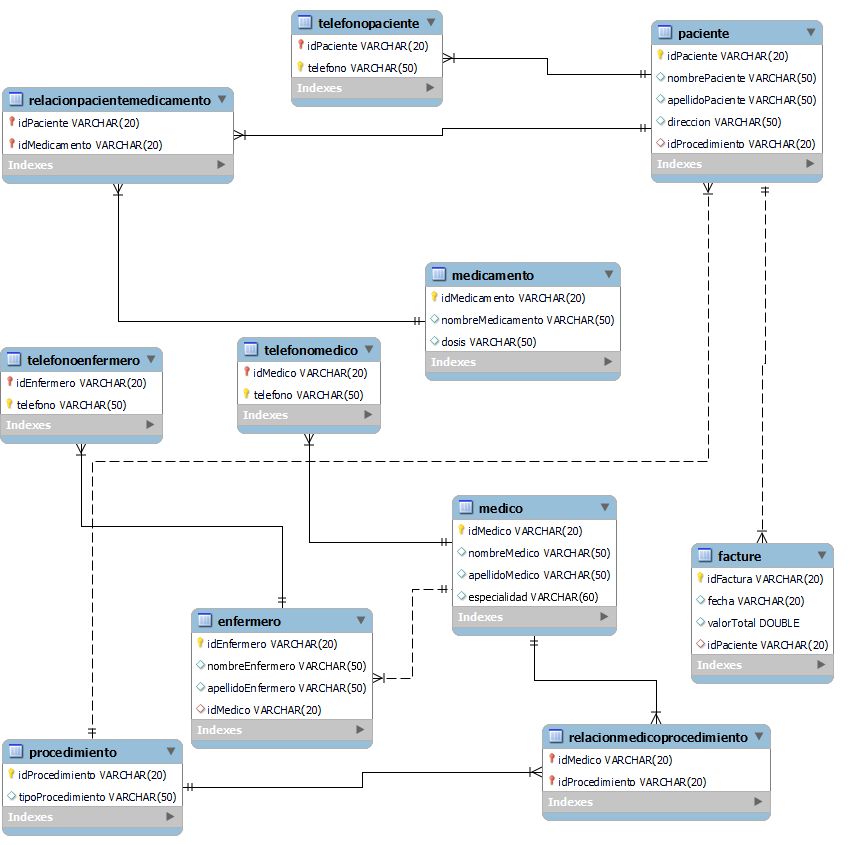 telefonopaciente
idPaciente VARCHAR(20)
telefono VARCHAR(50)
Indexes
paciente
idPaciente VARCHAR(20)
nombrePaciente VARCHAR(50)
apellidoPaciente VARCHAR(50)
direccion VARCHAR(50)
idProcedimiento VARCHAR(20)
Indexes
relacionpacientemedicamento
idPaciente VARCHAR(20)
idMedicamento VARCHAR(20)
Indexes
medicamento
idMedicamento VARCHAR(20)
nombreMedicamento VARCHAR(50)
dosis VARCHAR(50)
Indexes
telefonoenfermero
idEnfermero VARCHAR(20)
telefono VARCHAR(50)
Indexes
telefonomedico
idMedico VARCHAR(20)
telefono VARCHAR(50)
Indexes
medico
idMedico VARCHAR(20)
nombreMedico VARCHAR(50)
apellidoMedico VARCHAR(50)
especialidad VARCHAR(60)
Indexes
facture
idFactura VARCHAR(20)
fecha VARCHAR(20)
valorTotal DOUBLE
idPaciente VARCHAR(20)
Indexes
enfermero
idEnfermero VARCHAR(20)
nombreEnfermero VARCHAR(50)
apellidoEnfermero VARCHAR(50)
idMedico VARCHAR(20)
Indexes
procedimiento
idProcedimiento VARCHAR(20)
tipoProcedimiento VARCHAR(50)
Indexes
relacionmedicoprocedimiento
idMedico VARCHAR(20)
idProcedimiento VARCHAR(20)
Indexes